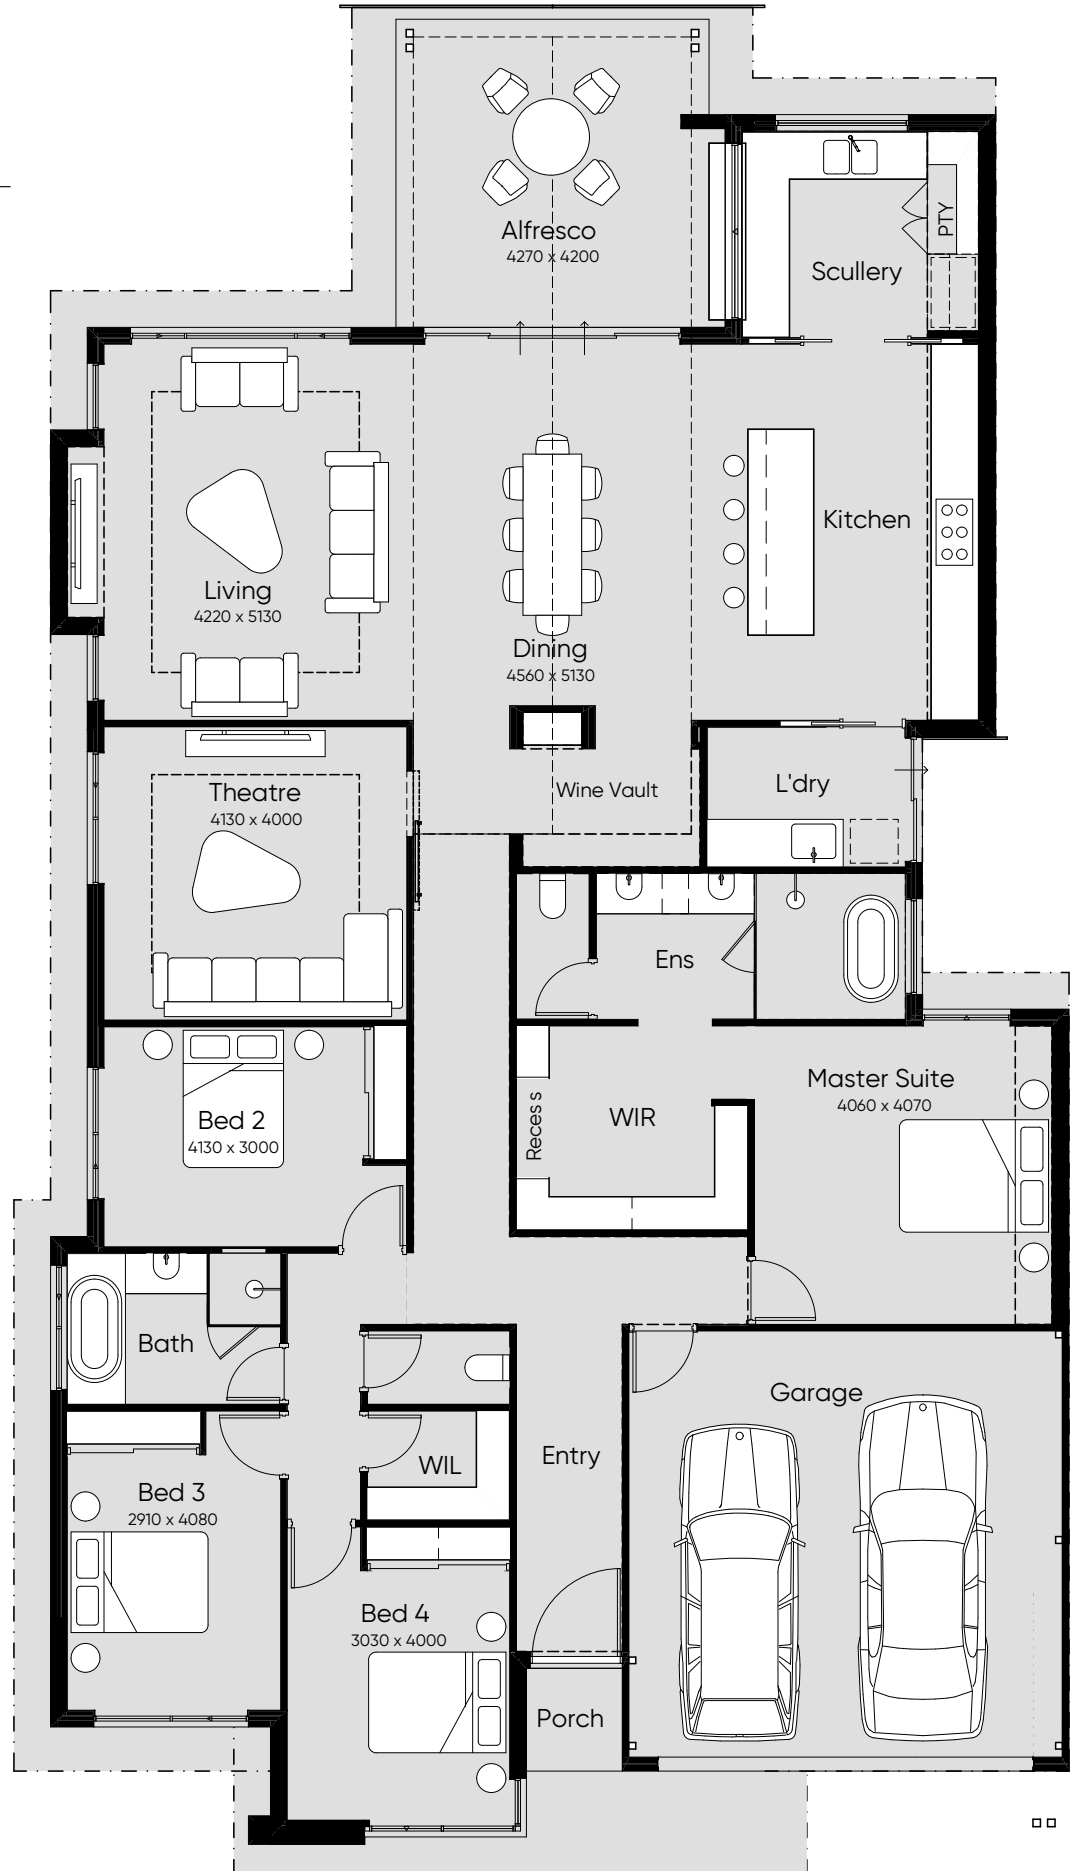 Alfresco
4270 x 4200
PTY
Scullery
Kitchen
Living
4220 x 5130
Dining
4560 x 5130
Theatre
4130 x 4000
Wine Vault
L'dry
Ens
Master Suite
4060 x 4070
Bed 2
4130 x 3000
Recess
WIR
Bath
Garage
Entry
WIL
Bed 3
2910 x 4080
Bed 4
3030 x 4000
Porch